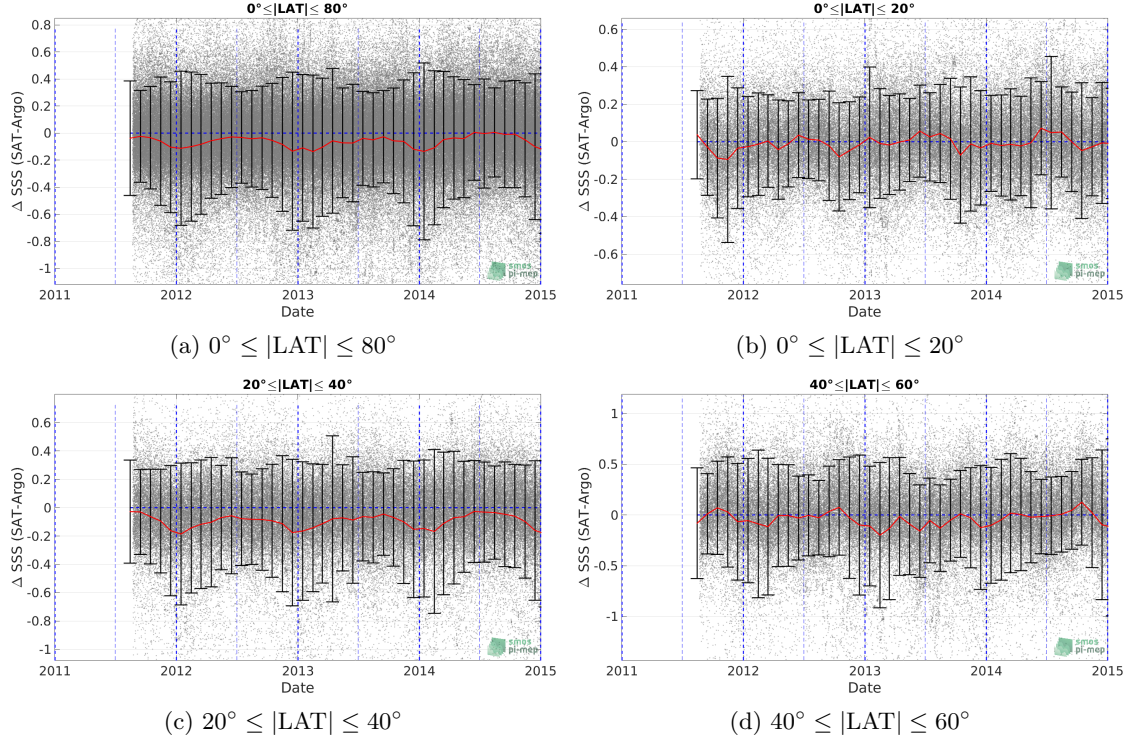 0°≤|LAT|≤ 80°
Δ SSS (SAT-Argo)
0.8
0.6
0.4
0.2
0
-0.2
-0.4
-0.6
-0.8
-1
2011 2012 2013 2014 2015
Date
smos
pi-mep
(a) 0° ≤ |LAT| ≤ 80°
0°≤|LAT|≤ 20°
Δ SSS (SAT-Argo)
0.6
0.4
0.2
0
-0.2
-0.4
-0.6
2011 2012 2013 2014 2015
Date
smos
pi-mep
(b) 0° ≤ |LAT| ≤ 20°
20°≤|LAT|≤ 40°
Δ SSS (SAT-Argo)
0.6
0.4
0.2
0
-0.2
-0.4
-0.6
-0.8
-1
2011 2012 2013 2014 2015
Date
smos
pi-mep
(c) 20° ≤ |LAT| ≤ 40°
40°≤|LAT|≤ 60°
Δ SSS (SAT-Argo)
1
0.5
0
-0.5
-1
2011 2012 2013 2014 2015
Date
smos
pi-mep
(d) 40° ≤ |LAT| ≤ 60°